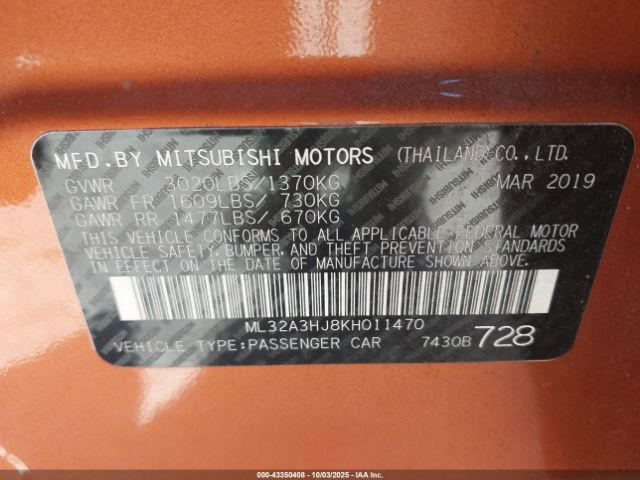 MFD.BY MITSUBISHI MOTORS (THAILAND) CO., LTD.
GVWR 3020LBS/1370KG MAR 2019
GAWR FR 1609LBS/ 730KG
GAWR RR 1477LBS/ 670KG
THIS VEHICLE CONFORMS TO ALL APPLICABLE FEDERAL MOTOR
VEHICLE SAFETY, BUMPER, AND THEFT PREVENTION STANDARDS
IN EFFECT ON THE DATE OF MANUFACTURE SHOWN ABOVE.
ML32A3HJ8KH011470
VEHICLE TYPE:PASSENGER CAR 7430B 728
000-43350408 - 10/03/2025 - IAA Inc.